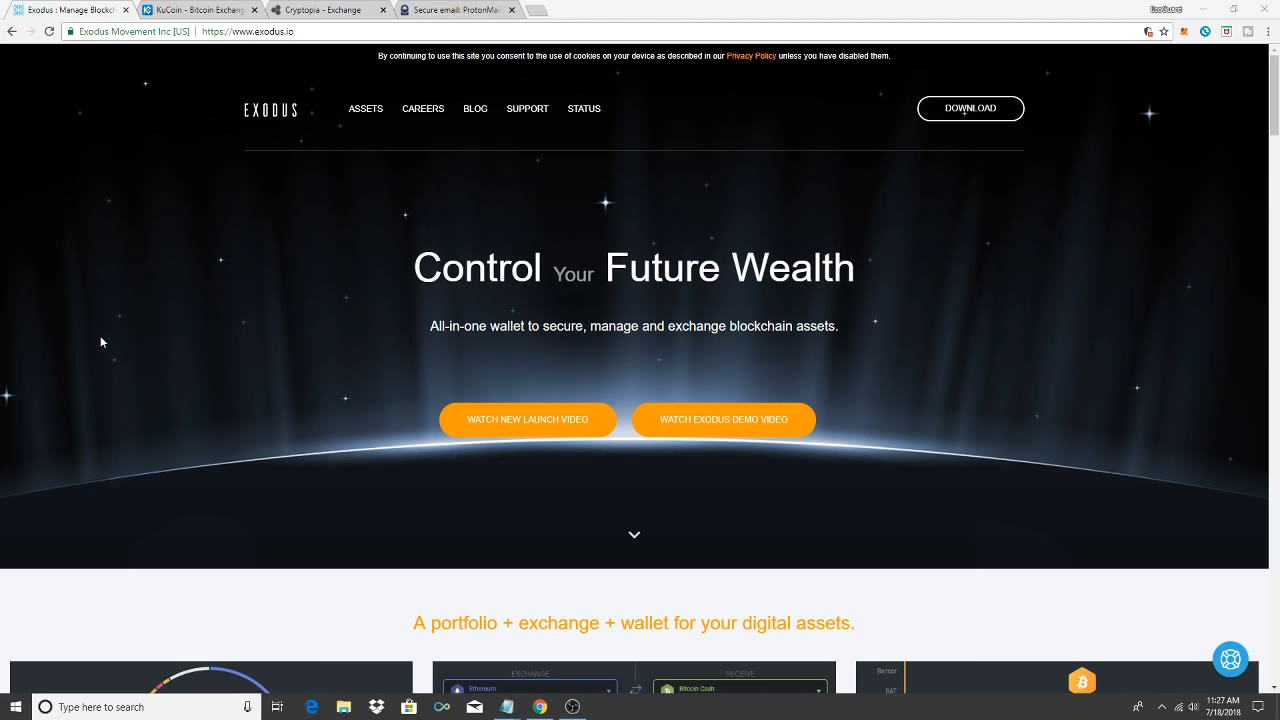 Exodus : Manage Blockch
KuCoin - Bitcoin Exchang
Cryptopia - Exchange
Secure email: ProtonMail
Exodus Movement Inc [US]
https://www.exodus.io
By continuing to use this site you consent to the use of cookies on your device as described in our Privacy Policy unless you have disabled them.
EXODUS
ASSETS
CAREERS
BLOG
SUPPORT
STATUS
DOWNLOAD
Control Your Future Wealth
All-in-one wallet to secure, manage and exchange blockchain assets.
WATCH NEW LAUNCH VIDEO
WATCH EXODUS DEMO VIDEO
A portfolio + exchange + wallet for your digital assets.
EXCHANGE
RECEIVE
Ethereum
Bitcoin Cash
Bancor
BAT
Type here to search
11:27 AM
7/18/2018